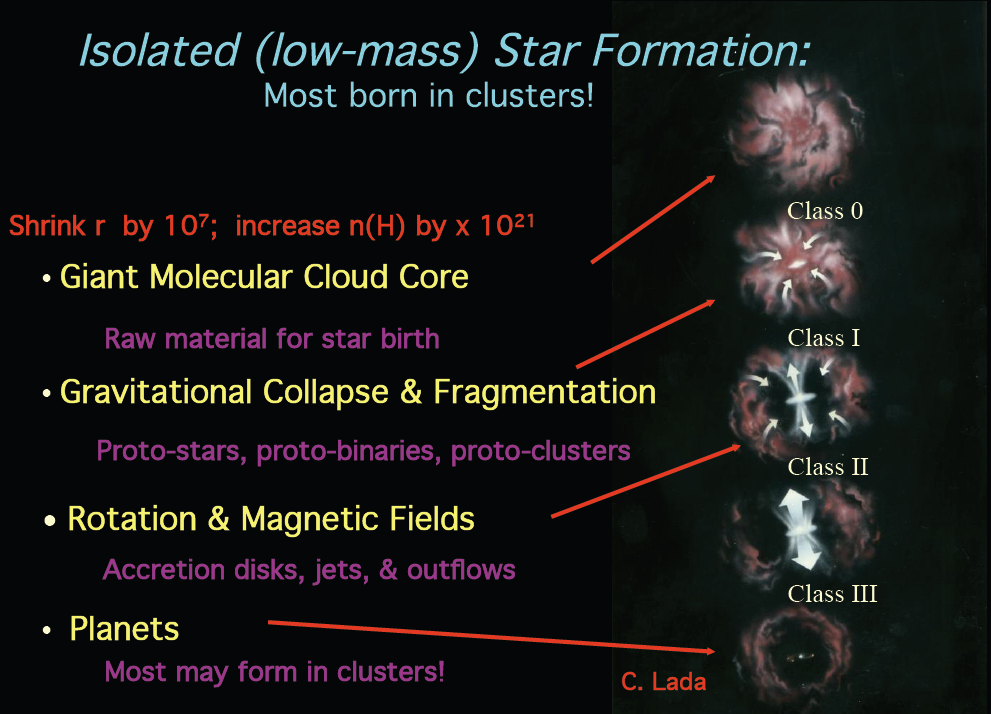 Isolated (low-mass) Star Formation:
Most born in clusters!
Shrink r by 10⁷; increase n(H) by x 10²¹
• Giant Molecular Cloud Core
Raw material for star birth
• Gravitational Collapse & Fragmentation
Proto-stars, proto-binaries, proto-clusters
• Rotation & Magnetic Fields
Accretion disks, jets, & outflows
• Planets
Most may form in clusters!
Class 0
Class I
Class II
Class III
C. Lada